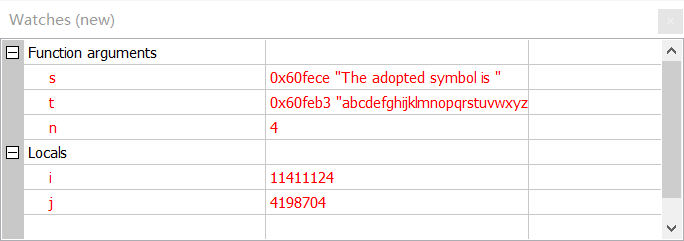 Watches (new)
Function arguments
s 0x60fece "The adopted symbol is "
t 0x60feb3 "abcdefghijklmnopqrstuvwxyz
n 4
Locals
i 11411124
j 4198704